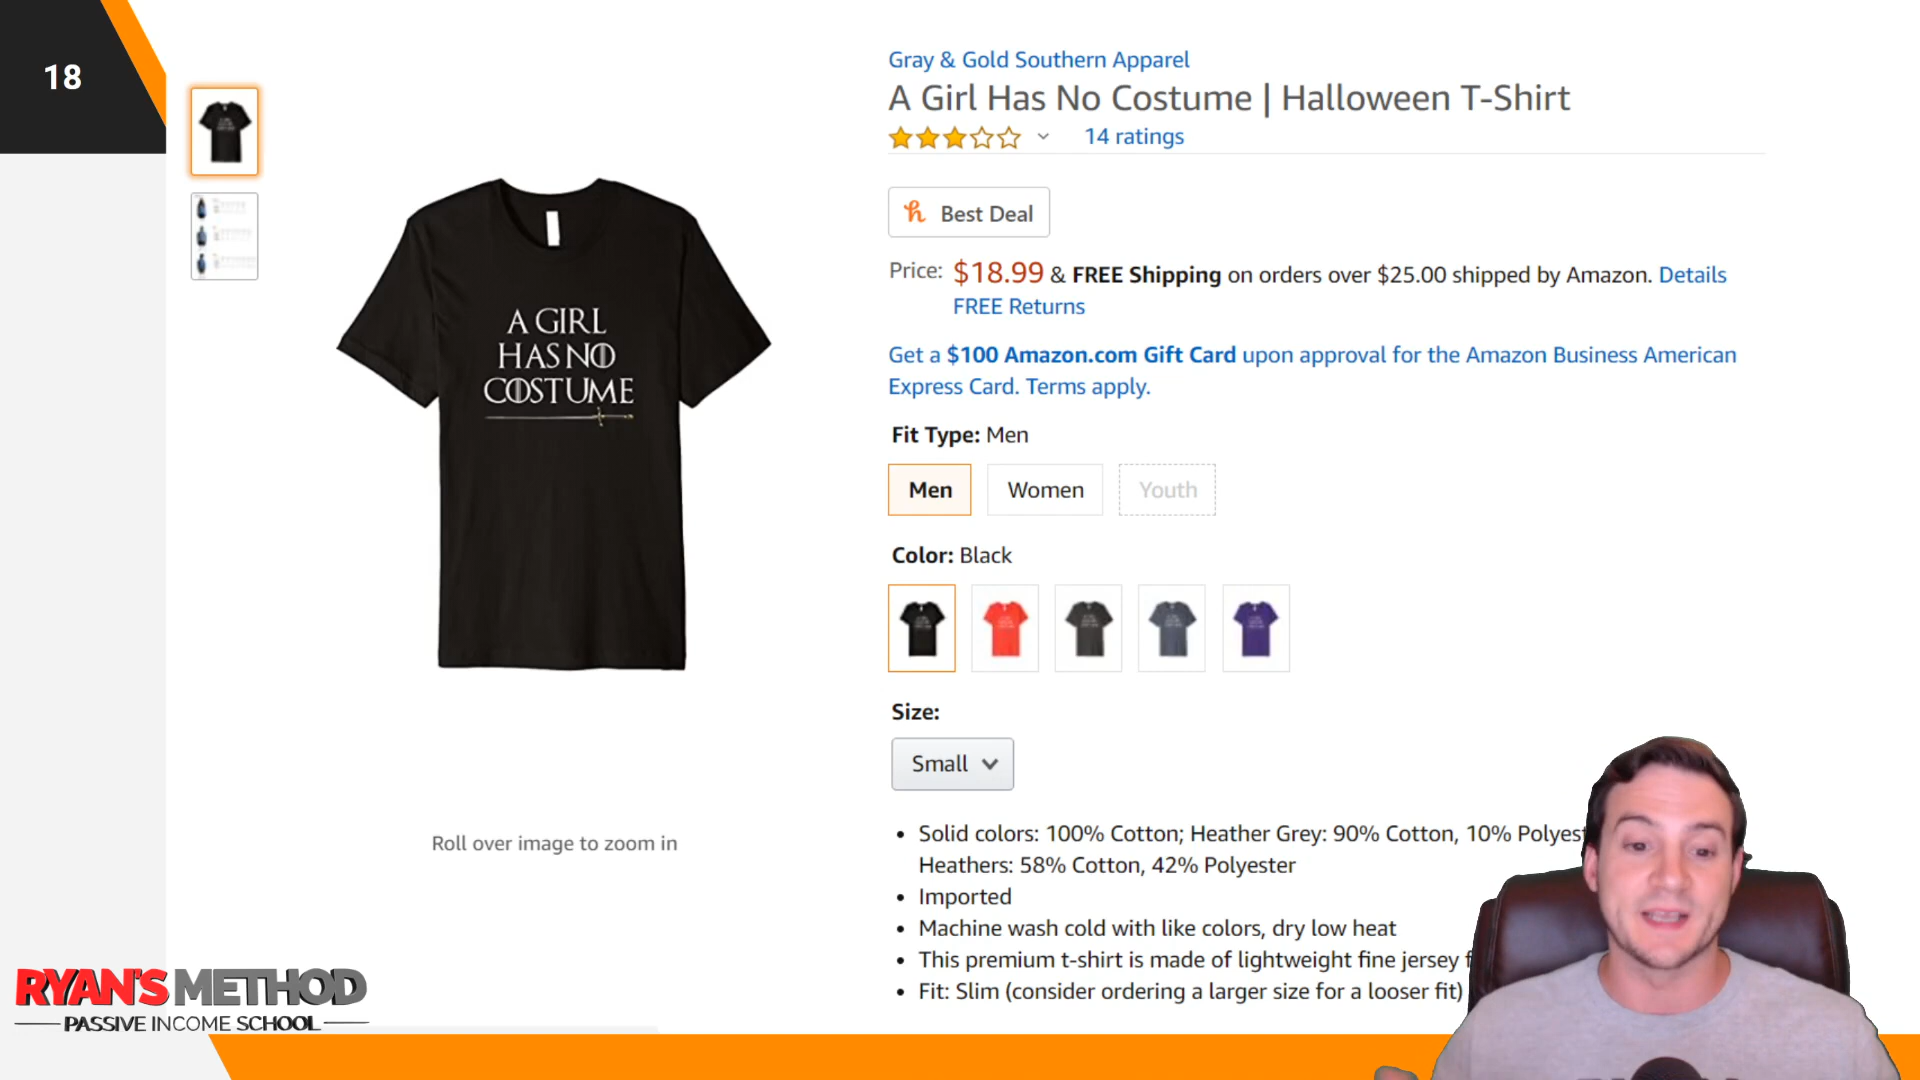 18
Gray & Gold Southern Apparel
A Girl Has No Costume | Halloween T-Shirt
14 ratings
Best Deal
Price: $18.99 & FREE Shipping on orders over $25.00 shipped by Amazon. Details
FREE Returns
Get a $100 Amazon.com Gift Card upon approval for the Amazon Business American
Express Card. Terms apply.
Fit Type: Men
Men Women Youth
Color: Black
Size:
Small
A GIRL
HAS NO
COSTUME
Roll over image to zoom in
Solid colors: 100% Cotton; Heather Grey: 90% Cotton, 10%
Heathers: 58% Cotton, 42% Polyester
Imported
Machine wash cold with like colors, dry low heat
This premium t-shirt is made of lightweight fine jersey
Fit: Slim (consider ordering a larger size for a looser fit)
RYAN'S METHOD
PASSIVE INCOME SCHOOL